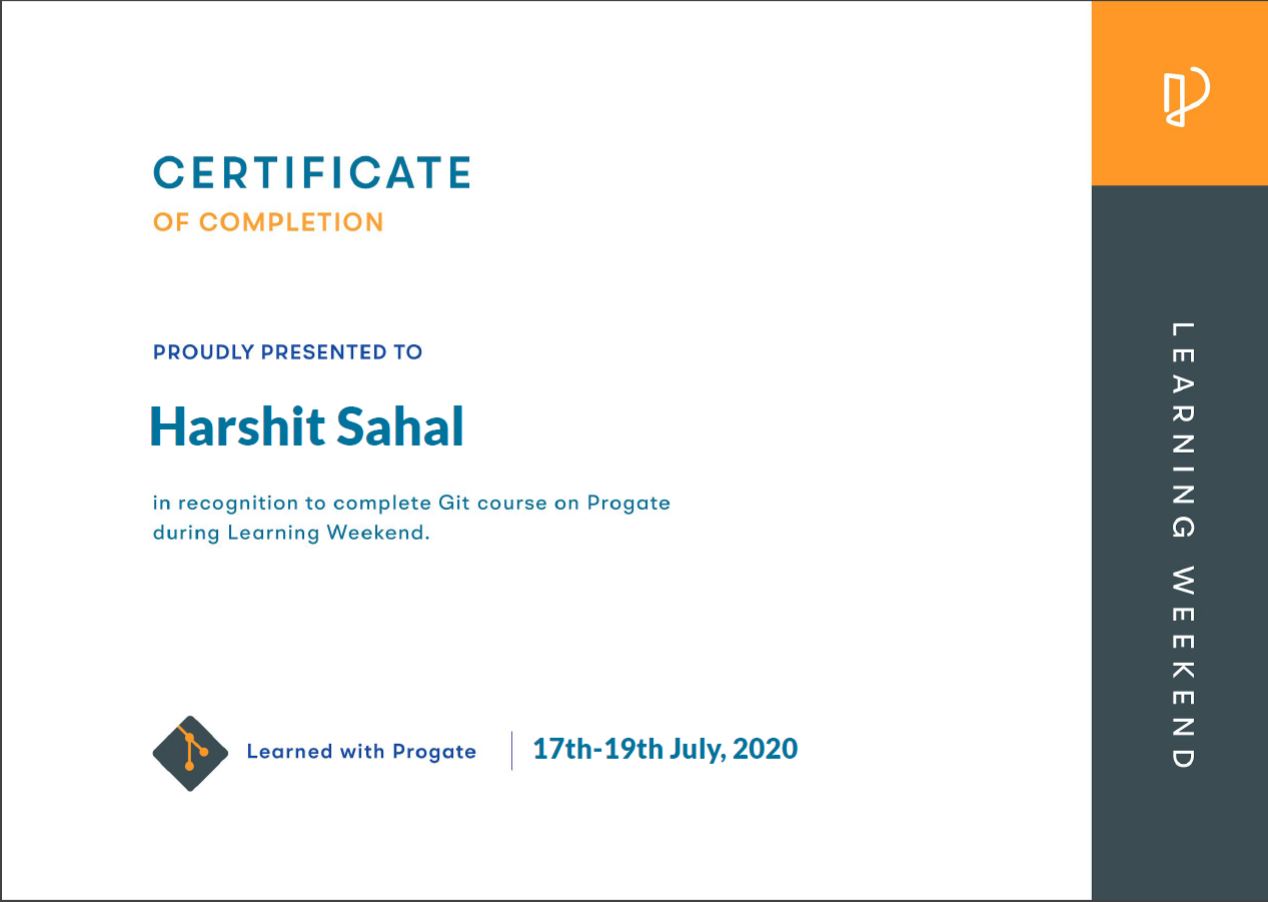 CERTIFICATE
OF COMPLETION
PROUDLY PRESENTED TO
Harshit Sahal
in recognition to complete Git course on Progate
during Learning Weekend.
Learned with Progate
17th-19th July, 2020
LEARNING WEEKEND